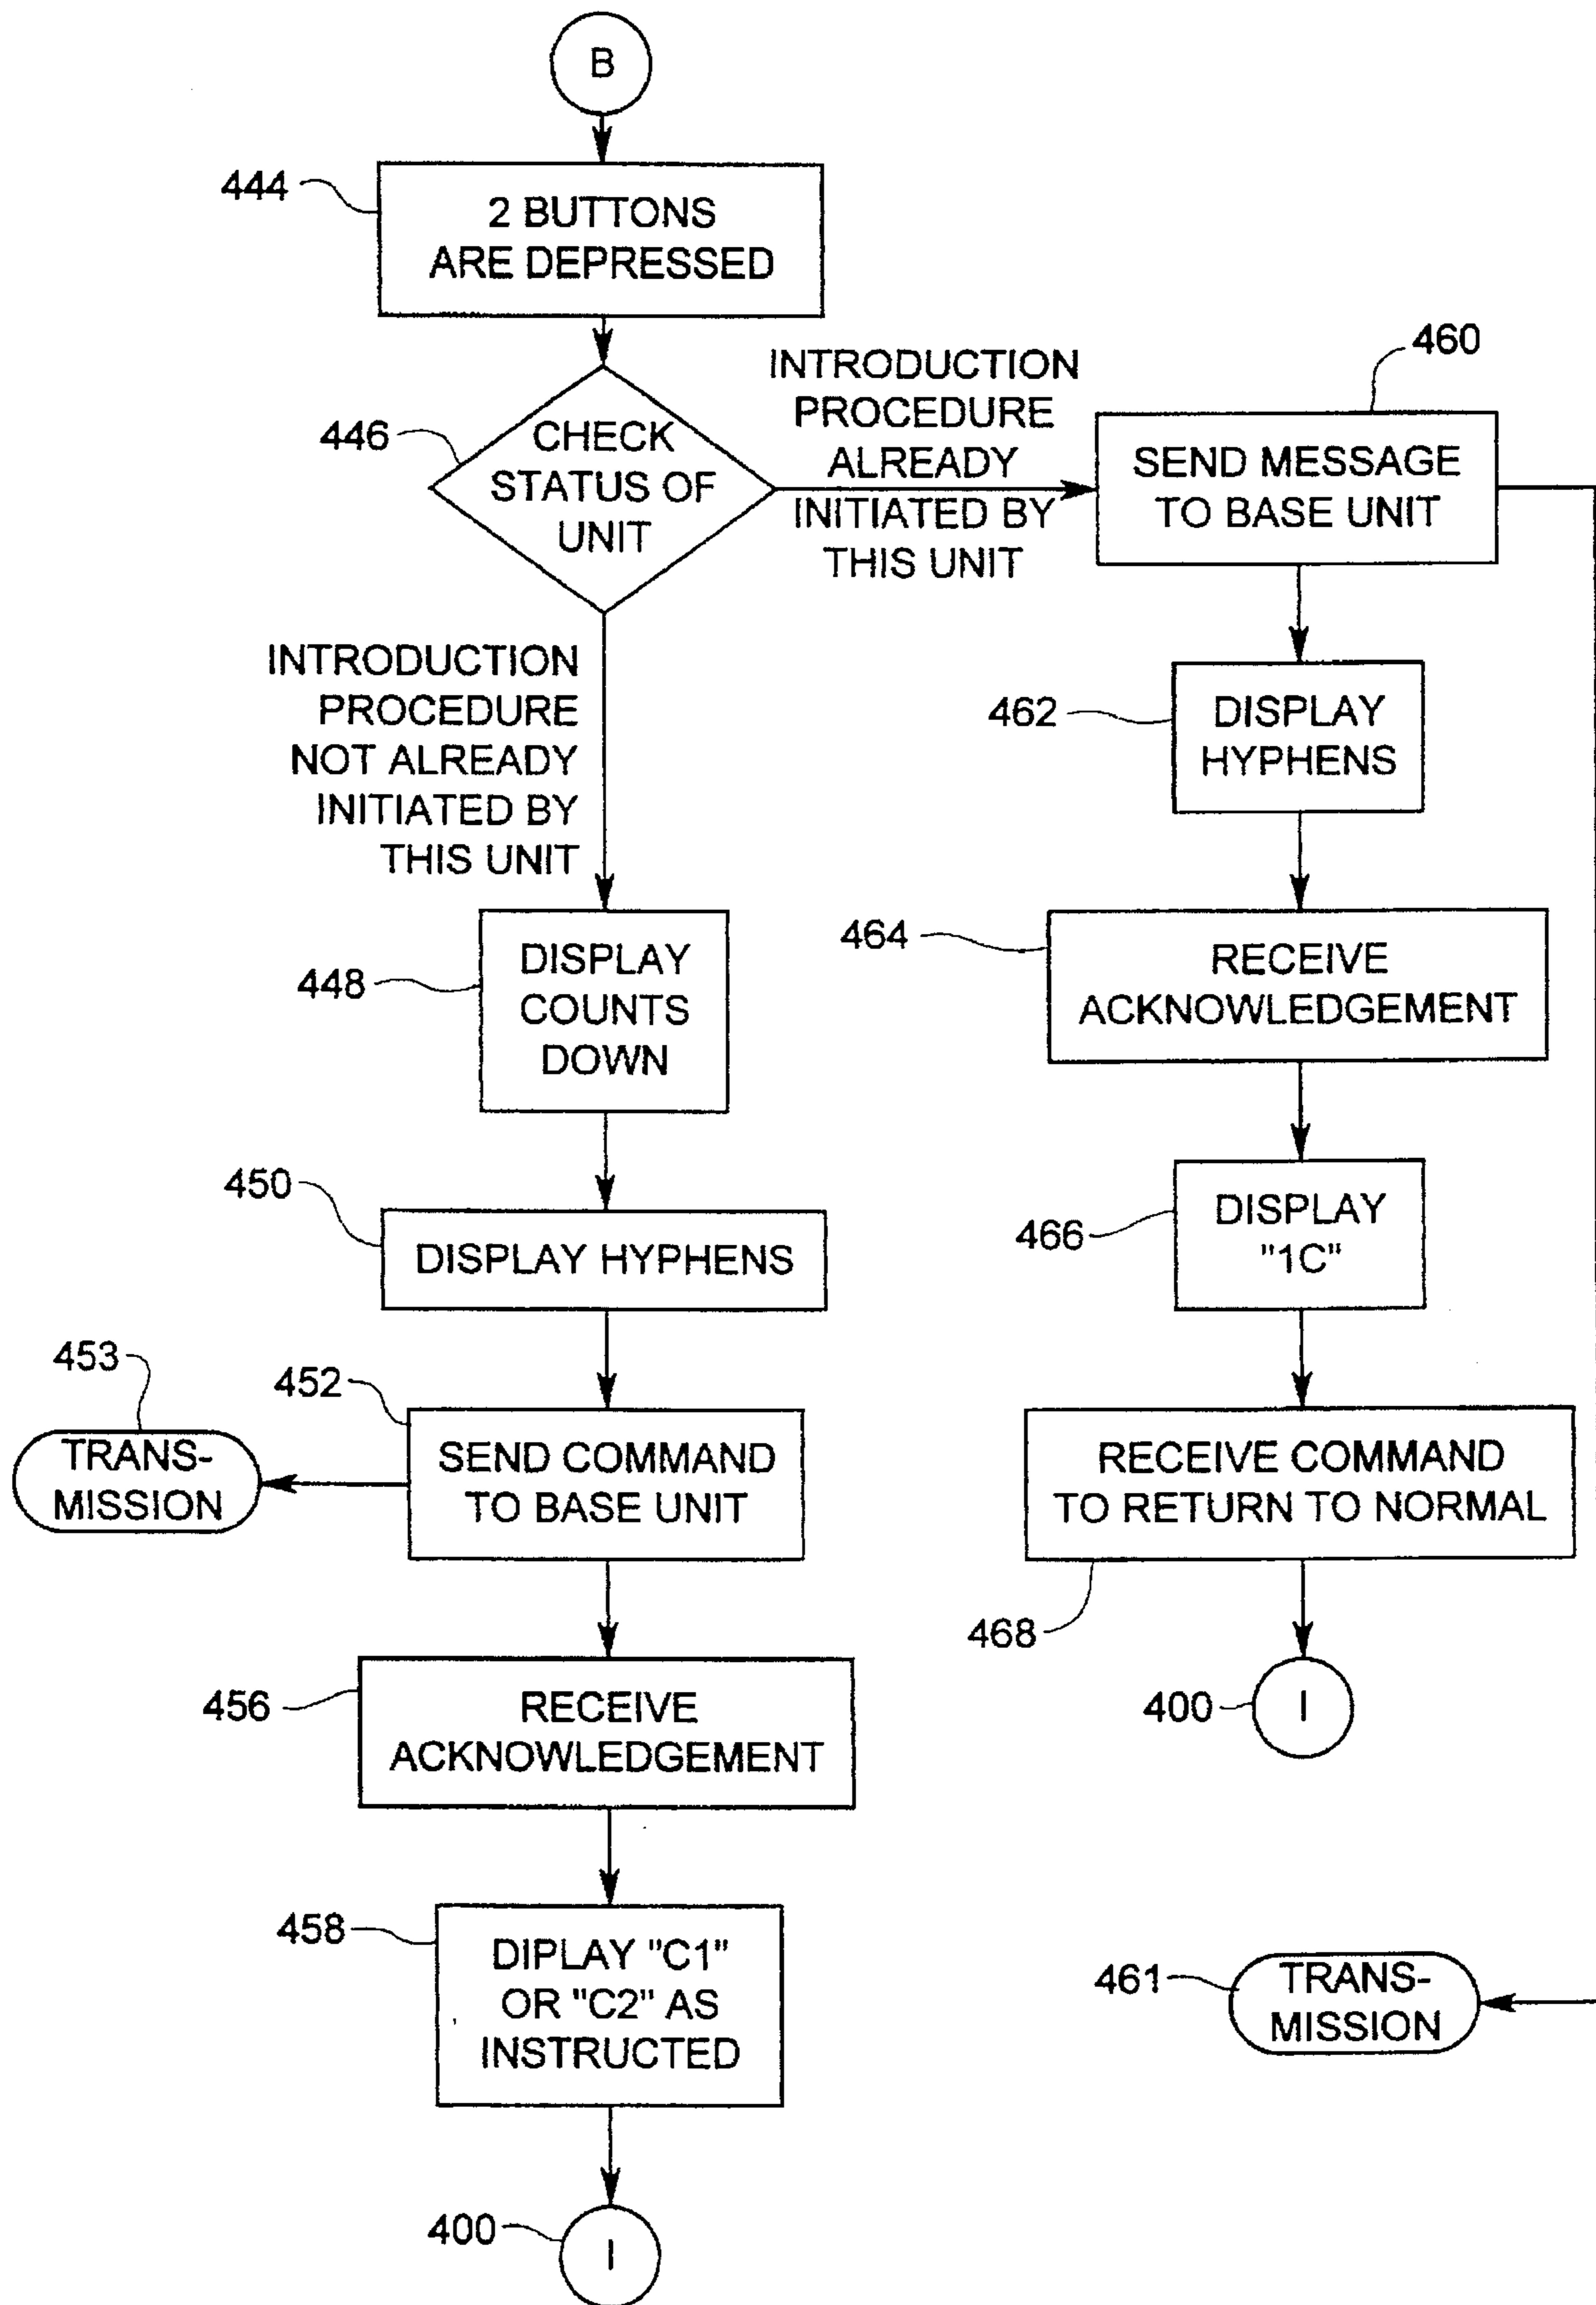 B
444
2 BUTTONS
ARE DEPRESSED
446
CHECK
STATUS OF
UNIT
INTRODUCTION
PROCEDURE
ALREADY
INITIATED BY
THIS UNIT
460
SEND MESSAGE
TO BASE UNIT
INTRODUCTION
PROCEDURE
NOT ALREADY
INITIATED BY
THIS UNIT
462
DISPLAY
HYPHENS
448
DISPLAY
COUNTS
DOWN
464
RECEIVE
ACKNOWLEDGEMENT
450
DISPLAY HYPHENS
466
DISPLAY
"1C"
453
TRANS-
MISSION
452
SEND COMMAND
TO BASE UNIT
RECEIVE COMMAND
TO RETURN TO NORMAL
468
456
RECEIVE
ACKNOWLEDGEMENT
400
I
458
DIPLAY "C1"
OR "C2" AS
INSTRUCTED
461
TRANS-
MISSION
400
I